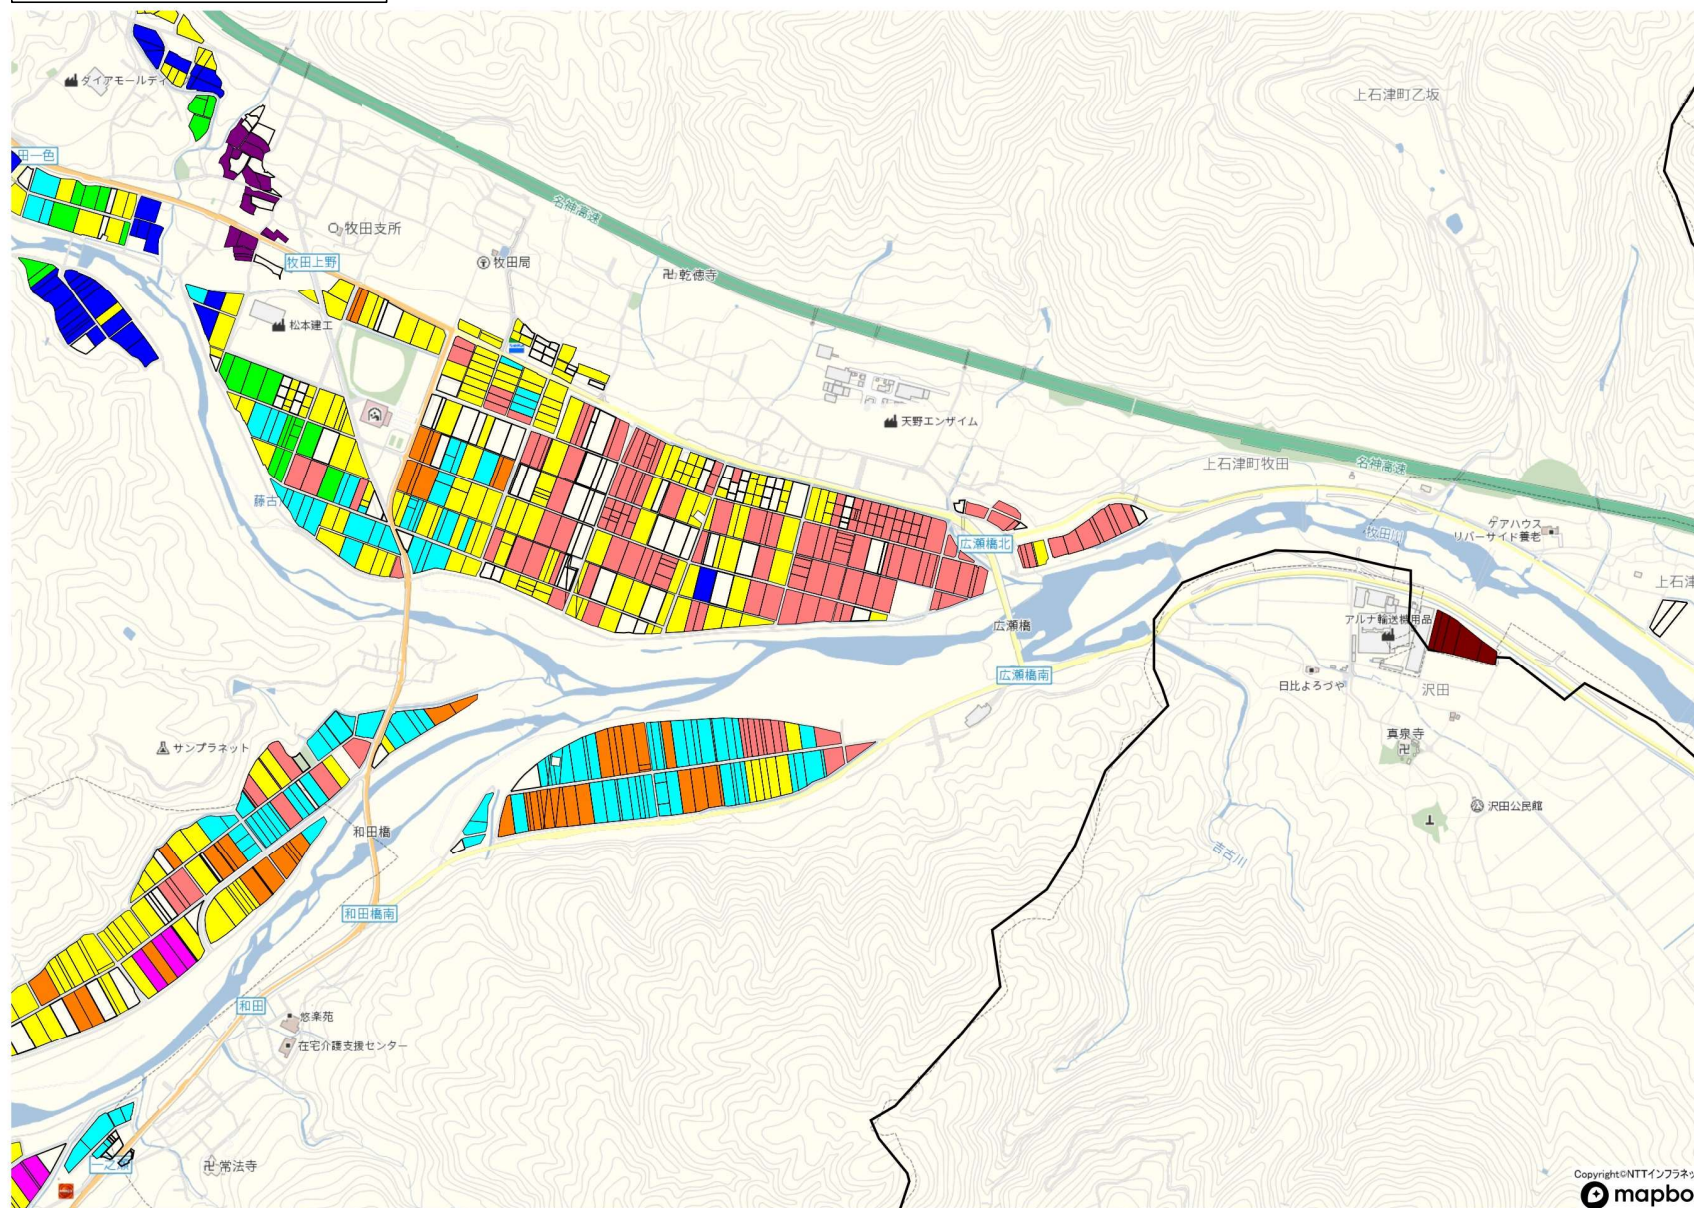 上石津町乙坂
ダイアモールディ
田一色
名神高速
牧田支所
牧田上野
牧田局
乾徳寺
松本建工
天野エンザイム
上石津町牧田
名神高速
藤古
ケアハウス
リバーサイド養老
牧田川
広瀬橋北
上石津
アルナ輸送機用品
広瀬橋
広瀬橋南
日比よろづや
沢田
真泉寺
サンプラネット
沢田公民館
和田橋
吉古川
和田橋南
和田
悠楽苑
在宅介護支援センター
常法寺
Copyright©NTTインフラネッ
mapbo